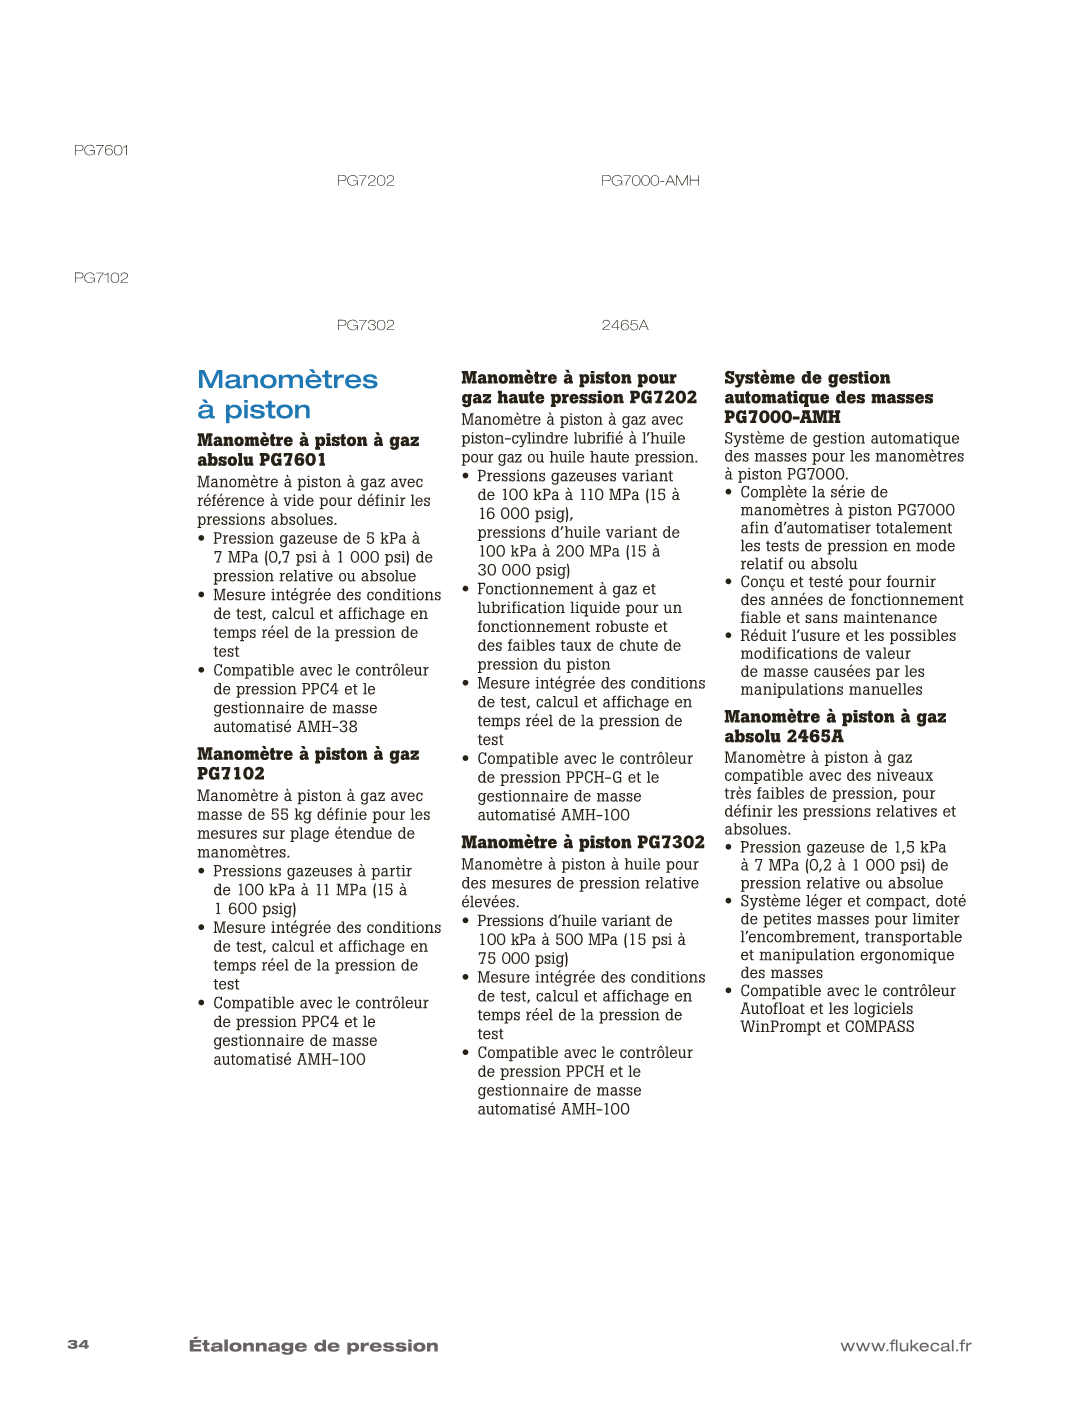 PG7601
PG7202
PG7000-AMH
PG7102
PG7302
2465A
Manomètres
à piston
Manomètre à piston à gaz
absolu PG7601
Manomètre à piston à gaz avec
référence à vide pour définir les
pressions absolues.
• Pression gazeuse de 5 kPa à
7 MPa (0,7 psi à 1 000 psi) de
pression relative ou absolue
• Mesure intégrée des conditions
de test, calcul et affichage en
temps réel de la pression de
test
• Compatible avec le contrôleur
de pression PPC4 et le
gestionnaire de masse
automatisé AMH-38
Manomètre à piston à gaz
PG7102
Manomètre à piston à gaz avec
masse de 55 kg définie pour les
mesures sur plage étendue de
manomètres.
• Pressions gazeuses à partir
de 100 kPa à 11 MPa (15 à
1 600 psig)
• Mesure intégrée des conditions
de test, calcul et affichage en
temps réel de la pression de
test
• Compatible avec le contrôleur
de pression PPC4 et le
gestionnaire de masse
automatisé AMH-100
Manomètre à piston pour
gaz haute pression PG7202
Manomètre à piston à gaz avec
piston-cylindre lubrifié à l’huile
pour gaz ou huile haute pression.
• Pressions gazeuses variant
de 100 kPa à 110 MPa (15 à
16 000 psig),
pressions d’huile variant de
100 kPa à 200 MPa (15 à
30 000 psig)
• Fonctionnement à gaz et
lubrification liquide pour un
fonctionnement robuste et
des faibles taux de chute de
pression du piston
• Mesure intégrée des conditions
de test, calcul et affichage en
temps réel de la pression de
test
• Compatible avec le contrôleur
de pression PPCH-G et le
gestionnaire de masse
automatisé AMH-100
Manomètre à piston PG7302
Manomètre à piston à huile pour
des mesures de pression relative
élevées.
• Pressions d’huile variant de
100 kPa à 500 MPa (15 psi à
75 000 psig)
• Mesure intégrée des conditions
de test, calcul et affichage en
temps réel de la pression de
test
• Compatible avec le contrôleur
de pression PPCH et le
gestionnaire de masse
automatisé AMH-100
Système de gestion
automatique des masses
PG7000-AMH
Système de gestion automatique
des masses pour les manomètres
à piston PG7000.
• Complète la série de
manomètres à piston PG7000
afin d’automatiser totalement
les tests de pression en mode
relatif ou absolu
• Conçu et testé pour fournir
des années de fonctionnement
fiable et sans maintenance
• Réduit l’usure et les possibles
modifications de valeur
de masse causées par les
manipulations manuelles
Manomètre à piston à gaz
absolu 2465A
Manomètre à piston à gaz
compatible avec des niveaux
très faibles de pression, pour
définir les pressions relatives et
absolues.
• Pression gazeuse de 1,5 kPa
à 7 MPa (0,2 à 1 000 psi) de
pression relative ou absolue
• Système léger et compact, doté
de petites masses pour limiter
l’encombrement, transportable
et manipulation ergonomique
des masses
• Compatible avec le contrôleur
Autofloat et les logiciels
WinPrompt et COMPASS
34
Étalonnage de pression
www.flukecal.fr